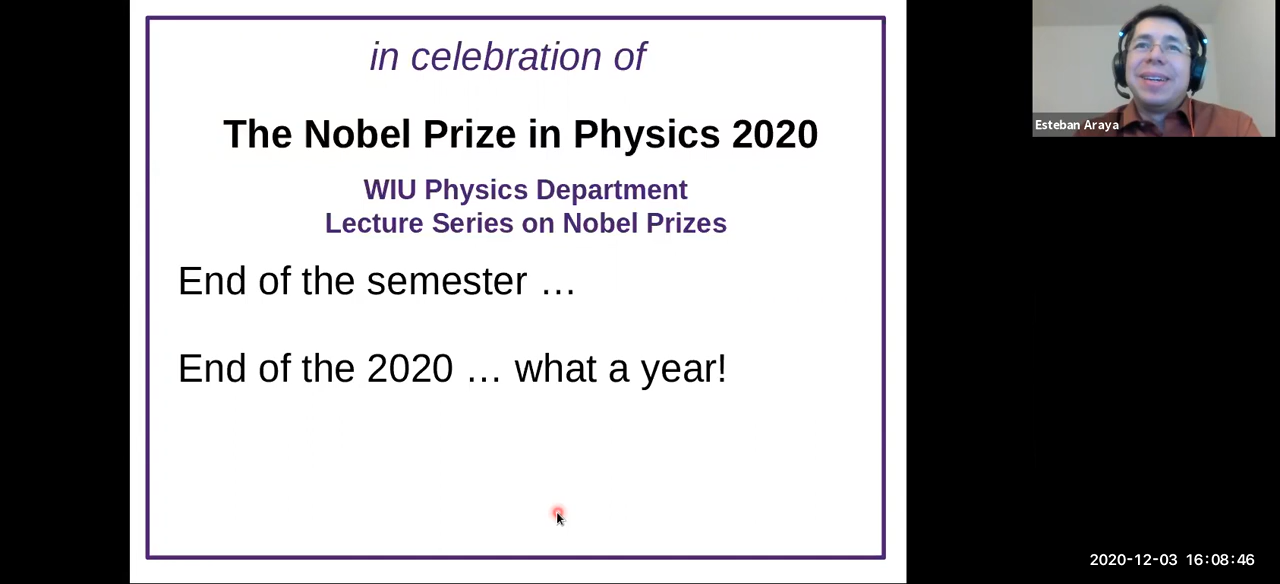 in celebration of
The Nobel Prize in Physics 2020
WIU Physics Department
Lecture Series on Nobel Prizes
End of the semester …
End of the 2020 … what a year!
Esteban Araya
2020-12-03 16:08:46